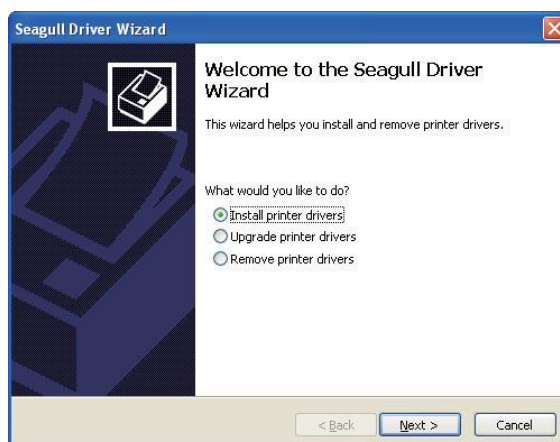 Seagull Driver Wizard
Welcome to the Seagull Driver
Wizard
This wizard helps you install and remove printer drivers.
What would you like to do?
Install printer drivers
Upgrade printer drivers
Remove printer drivers
< Back Next > Cancel